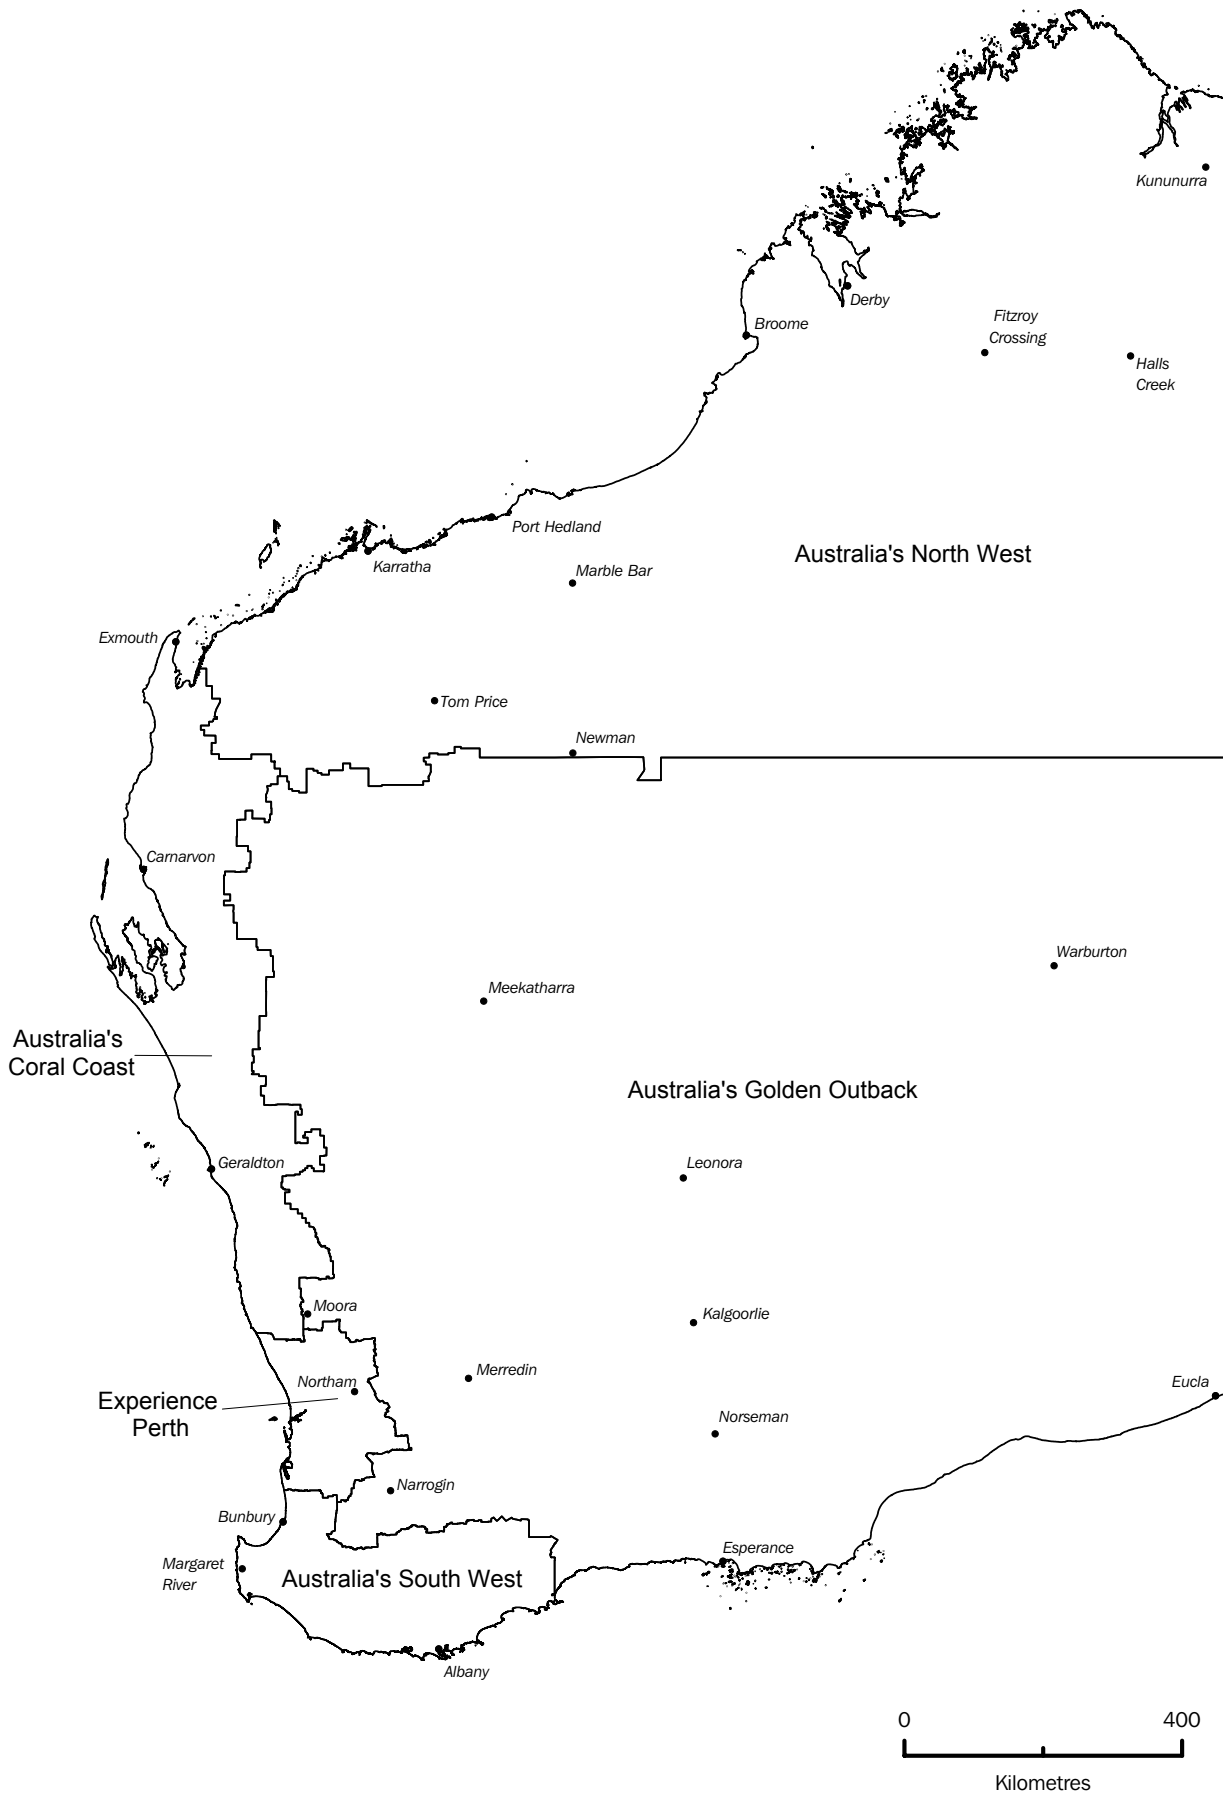 Kununurra
Derby
Broome
Fitzroy
Crossing
Halls
Creek
Port Hedland
Australia's North West
Karratha
Marble Bar
Exmouth
Tom Price
Newman
Carnarvon
Warburton
Meekatharra
Australia's
Coral Coast
Australia's Golden Outback
Geraldton
Leonora
Moora
Kalgoorlie
Merredin
Northam
Eucla
Experience
Perth
Norseman
Narrogin
Bunbury
Esperance
Margaret
River
Australia's South West
Albany
0 400
Kilometres